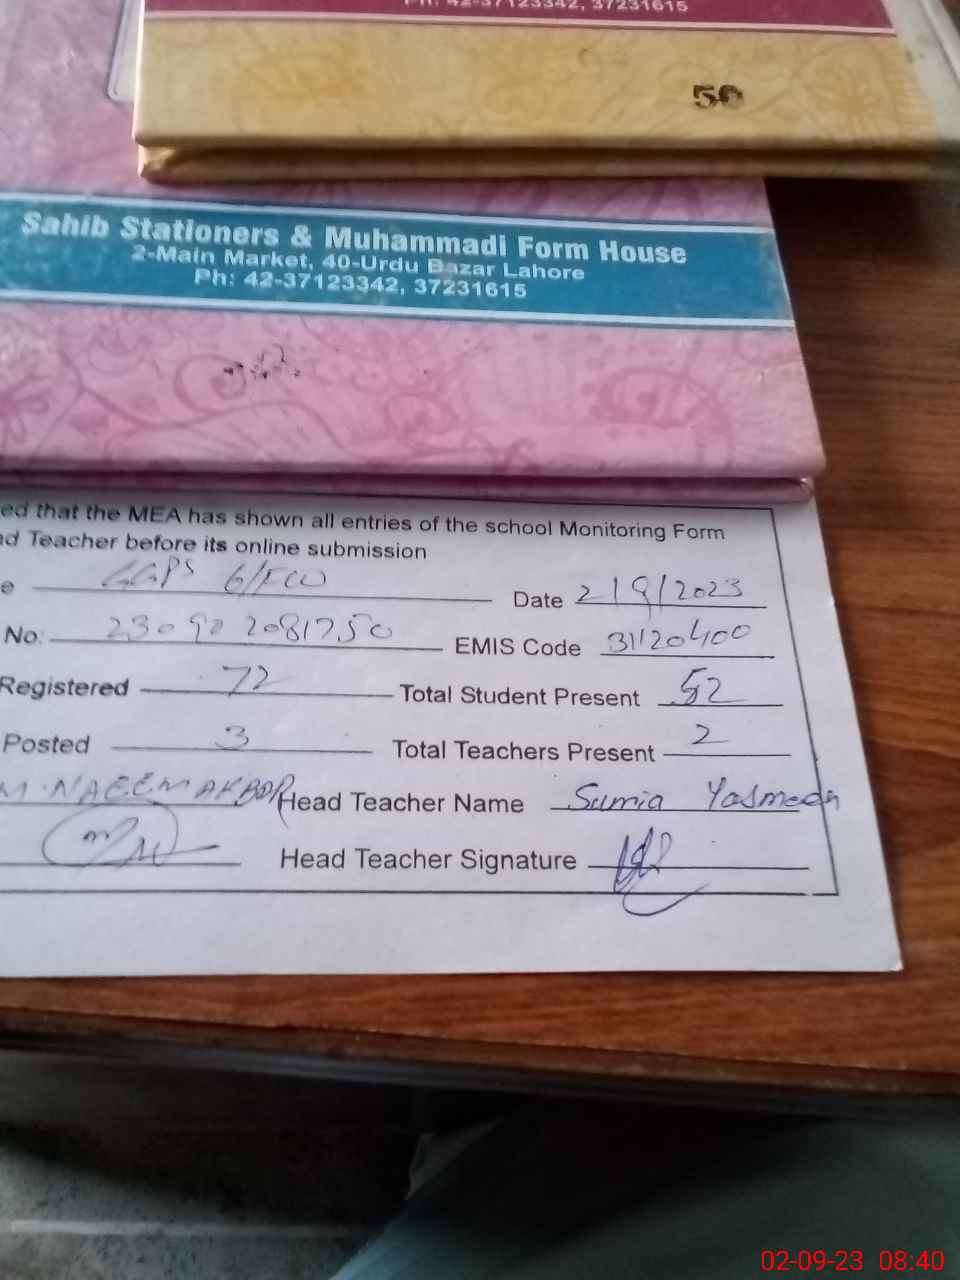 Ph: 42-37123342, 37231615
50
Sahib Stationers & Muhammadi Form House
2-Main Market, 40-Urdu Bazar Lahore
Ph: 42-37123342, 37231615
ed that the MEA has shown all entries of the school Monitoring Form
d Teacher before its online submission
e GGPS 6/FW Date 2/9/2023
No: 23090 2081750 EMIS Code 31120400
Registered 72 Total Student Present 52
Posted 3 Total Teachers Present 2
M. NAEEM AKBAR Head Teacher Name Sumia Yasmeen
Head Teacher Signature
02-09-23 08:40